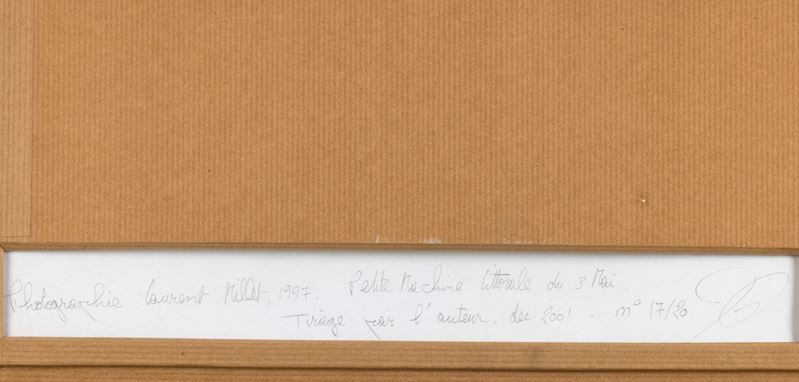 Photographie Laurent Millet, 1997. Petite Machine littorale du 3 Mai.
Tirage par l'auteur, dec 2001. n° 17/20.